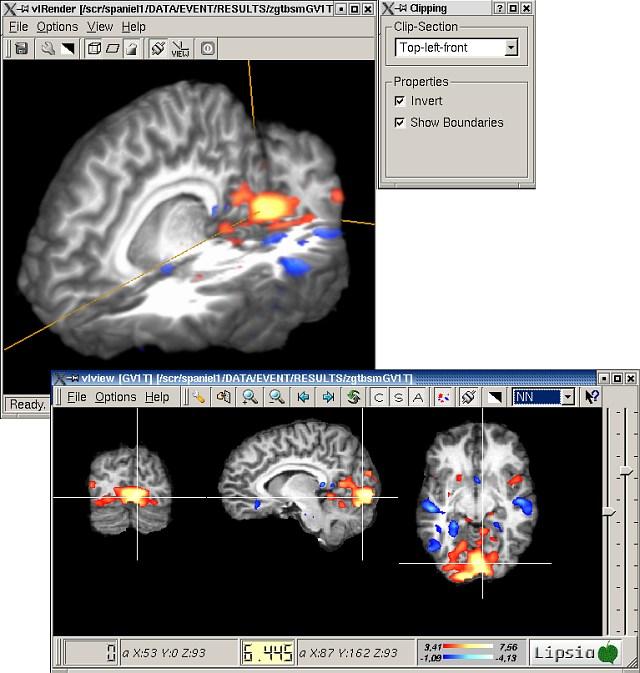 vlRender [/scr/spaniel1/DATA/EVENT/RESULTS/zgtbsmGV1T
File Options View Help
VIEW
Clipping
Clip-Section
Top-left-front
Properties
Invert
Show Boundaries
Ready,
vlview [GV1T] [/scr/spaniel1/DATA/EVENT/RESULTS/zgtbsmGV1T]
File Options Help
C S A
NN
0
a X:53 Y:0 Z:93
6.445
a X:87 Y:162 Z:93
3,41 7,56
-1,09 -4,13
Lipsia